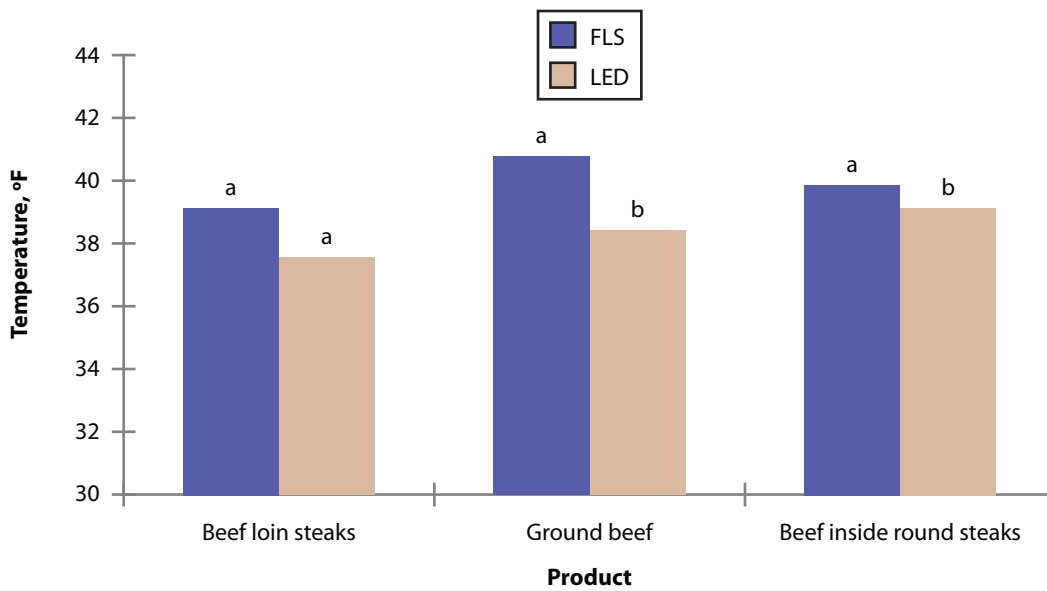 FLS
LED
44
42
40
38
36
34
32
30
Temperature, ºF
a
a
a
b
a
b
Beef loin steaks
Ground beef
Beef inside round steaks
Product